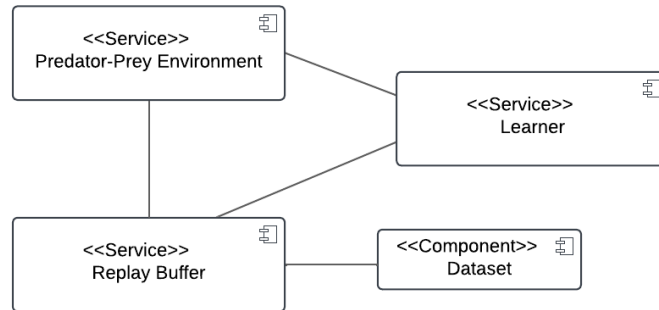 <<Service>>
Predator-Prey Environment
<<Service>>
Learner
<<Service>>
Replay Buffer
<<Component>>
Dataset